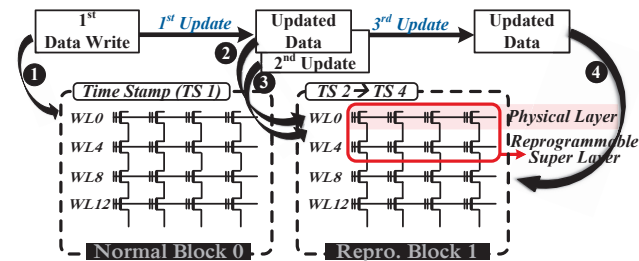 1st
Data Write
1st Update
Updated
Data
2nd Update
3rd Update
Updated
Data
1
2
3
4
Time Stamp (TS 1)
TS 2→TS 4
WL0
WL4
WL8
WL12
WL0
WL4
WL8
WL12
Physical Layer
Reprogrammable
Super Layer
Normal Block 0
Repro. Block 1